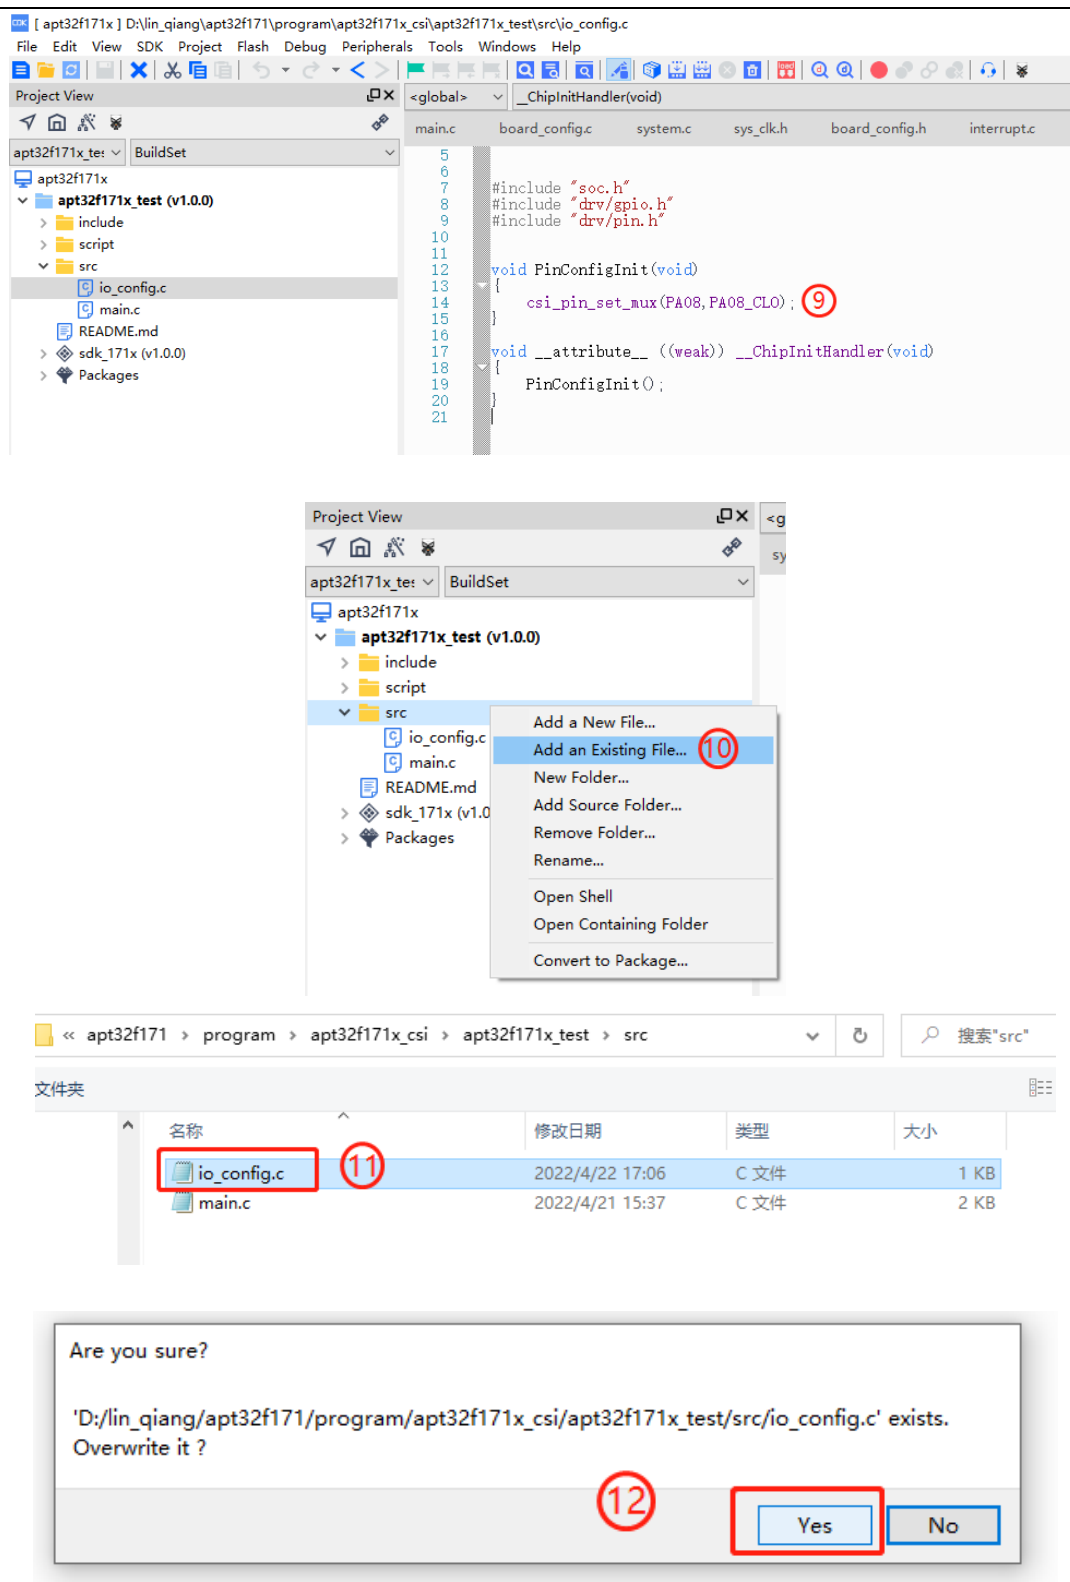 CDK [ apt32f171x ] D:\lin_qiang\apt32f171\program\apt32f171x_csi\apt32f171x_test\src\io_config.c
File Edit View SDK Project Flash Debug Peripherals Tools Windows Help
Project View
<global> __ChipInitHandler(void)
main.c board_config.c system.c sys_clk.h board_config.h interrupt.c
apt32f171x_tes BuildSet
apt32f171x
apt32f171x_test (v1.0.0)
include
script
src
io_config.c
main.c
README.md
sdk_171x (v1.0.0)
Packages
5
6
7 #include "soc.h"
8 #include "drv/gpio.h"
9 #include "drv/pin.h"
10
11
12 void PinConfigInit(void)
13 {
14 csi_pin_set_mux(PA08,PA08_CLO); 9
15 }
16
17 void __attribute__ ((weak)) __ChipInitHandler(void)
18 {
19 PinConfigInit();
20 }
21
Project View
<g
sy
apt32f171x_tes BuildSet
apt32f171x
apt32f171x_test (v1.0.0)
include
script
src
io_config.c
main.c
README.md
sdk_171x (v1.0
Packages
Add a New File...
Add an Existing File... 10
New Folder...
Add Source Folder...
Remove Folder...
Rename...
Open Shell
Open Containing Folder
Convert to Package...
« apt32f171 › program › apt32f171x_csi › apt32f171x_test › src
搜索"src"
文件夹
名称 修改日期 类型 大小
io_config.c 11 2022/4/22 17:06 C 文件 1 KB
main.c 2022/4/21 15:37 C 文件 2 KB
Are you sure?
'D:/lin_qiang/apt32f171/program/apt32f171x_csi/apt32f171x_test/src/io_config.c' exists.
Overwrite it ?
12
Yes No